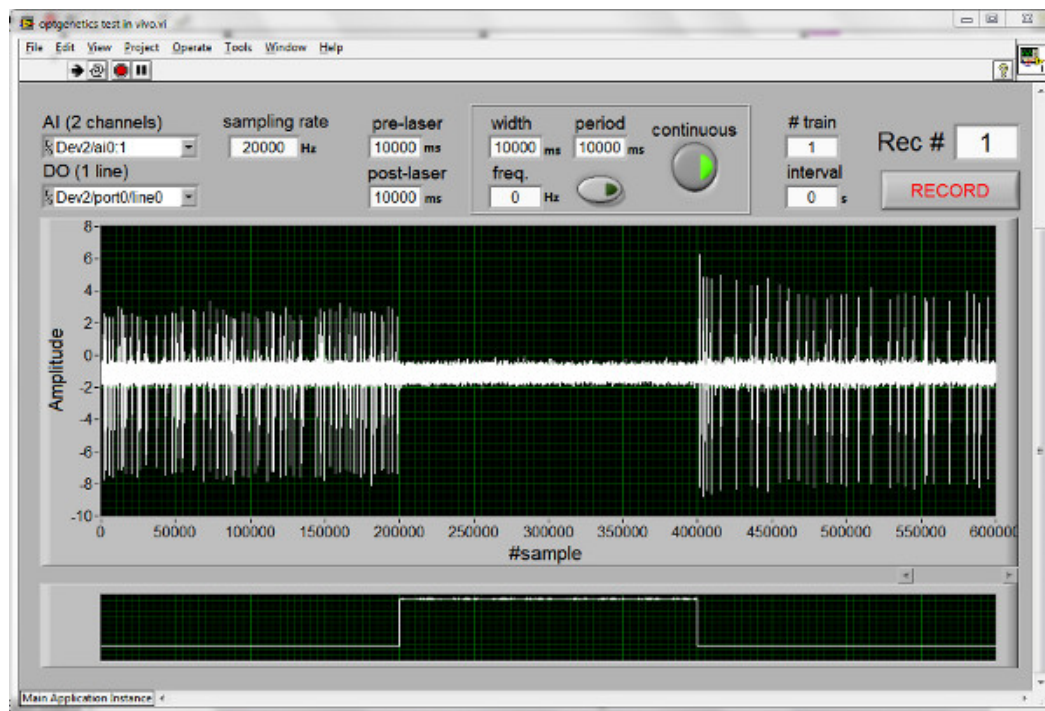 optgenetics test in vivo.vi
File Edit View Project Operate Tools Window Help
AI (2 channels) sampling rate pre-laser width period continuous # train Rec # 1
Dev2/ai0:1 20000 Hz 10000 ms 10000 ms 10000 ms 1
DO (1 line) post-laser freq. interval RECORD
Dev2/port0/line0 10000 ms 0 Hz 0 s
8
6
4
2
0
-2
-4
-6
-8
-10
Amplitude
0 50000 100000 150000 200000 250000 300000 350000 400000 450000 500000 550000 600000
#sample
Main Application Instance